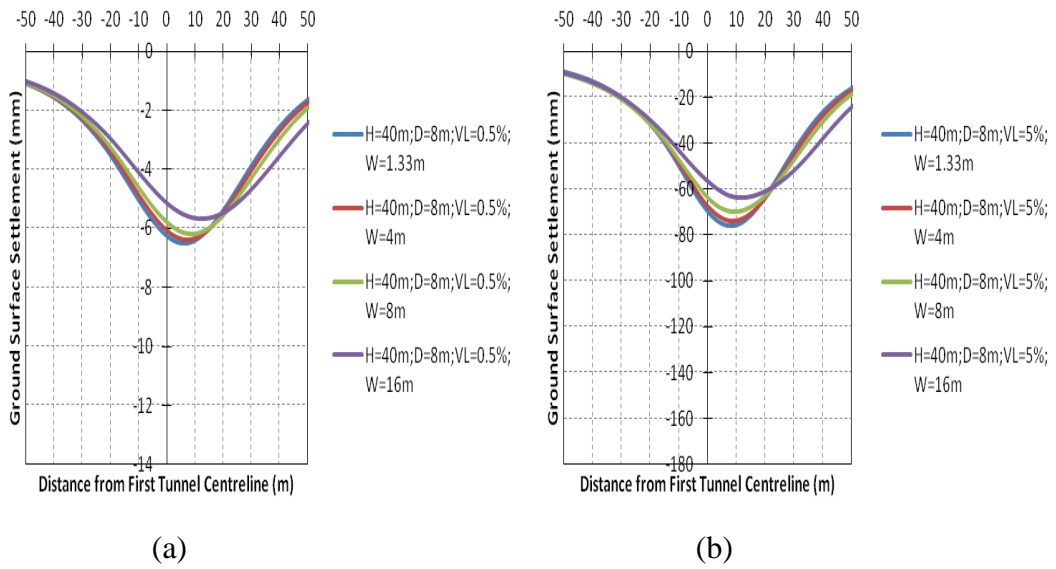 -50 -40 -30 -20 -10 0 10 20 30 40 50
0
-2
-4
-6
-8
-10
-12
-14
Ground Surface Settlement (mm)
Distance from First Tunnel Centreline (m)
H=40m;D=8m;VL=0.5%;
W=1.33m
H=40m;D=8m;VL=0.5%;
W=4m
H=40m;D=8m;VL=0.5%;
W=8m
H=40m;D=8m;VL=0.5%;
W=16m
(a)
-50 -40 -30 -20 -10 0 10 20 30 40 50
0
-20
-40
-60
-80
-100
-120
-140
-160
-180
Ground Surface Settlement (mm)
Distance from First Tunnel Centreline (m)
H=40m;D=8m;VL=5%;
W=1.33m
H=40m;D=8m;VL=5%;
W=4m
H=40m;D=8m;VL=5%;
W=8m
H=40m;D=8m;VL=5%;
W=16m
(b)